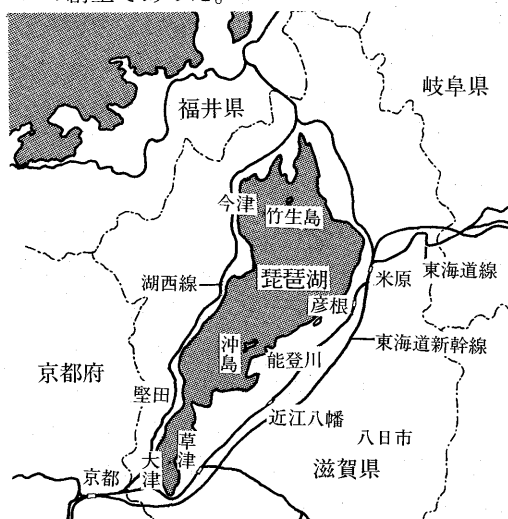 福井県
岐阜県
今津
竹生島
湖西線
琵琶湖
彦根
米原
東海道線
沖島
能登川
東海道新幹線
京都府
堅田
近江八幡
八日市
草津
大津
京都
滋賀県